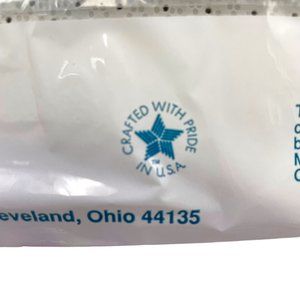 CRAFTED WITH PRIDE
IN U.S.A.
eveland, Ohio 44135